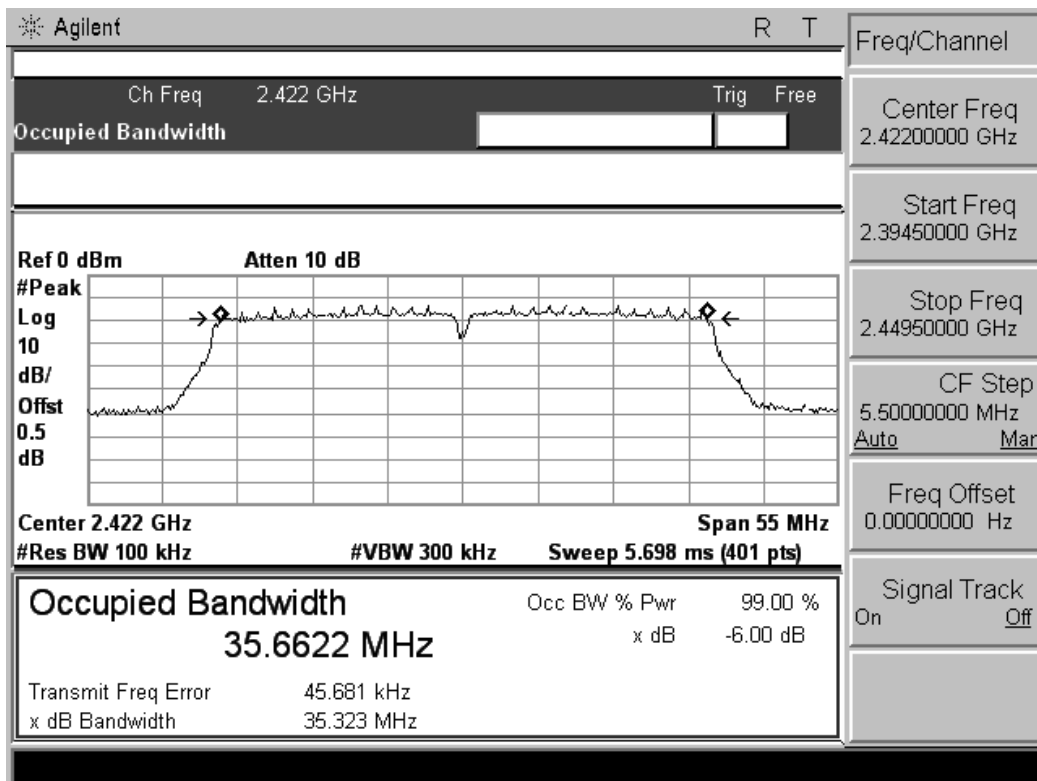 Agilent R T
Ch Freq 2.422 GHz Trig Free
Occupied Bandwidth
Ref 0 dBm Atten 10 dB
#Peak
Log
10
dB/
Offst
0.5
dB
Center 2.422 GHz Span 55 MHz
#Res BW 100 kHz #VBW 300 kHz Sweep 5.698 ms (401 pts)
Occupied Bandwidth
35.6622 MHz
Occ BW % Pwr 99.00 %
x dB -6.00 dB
Transmit Freq Error 45.681 kHz
x dB Bandwidth 35.323 MHz
Freq/Channel
Center Freq
2.42200000 GHz
Start Freq
2.39450000 GHz
Stop Freq
2.44950000 GHz
CF Step
5.50000000 MHz
Auto Mar
Freq Offset
0.00000000 Hz
Signal Track
On Off